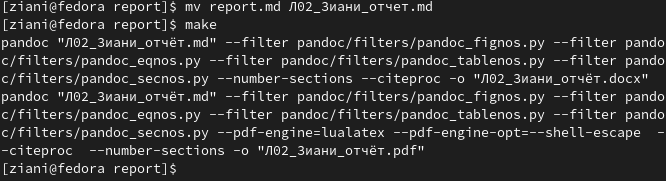 [ziani@fedora report]$ mv report.md Л02_Зиани_отчет.md
[ziani@fedora report]$ make
pandoc "Л02_Зиани_отчёт.md" --filter pandoc/filters/pandoc_fignos.py --filter pando
c/filters/pandoc_eqnos.py --filter pandoc/filters/pandoc_tablenos.py --filter pando
c/filters/pandoc_secnos.py --number-sections --citeproc -o "Л02_Зиани_отчёт.docx"
pandoc "Л02_Зиани_отчёт.md" --filter pandoc/filters/pandoc_fignos.py --filter pando
c/filters/pandoc_eqnos.py --filter pandoc/filters/pandoc_tablenos.py --filter pando
c/filters/pandoc_secnos.py --pdf-engine=lualatex --pdf-engine-opt=--shell-escape  -
-citeproc  --number-sections -o "Л02_Зиани_отчёт.pdf"
[ziani@fedora report]$